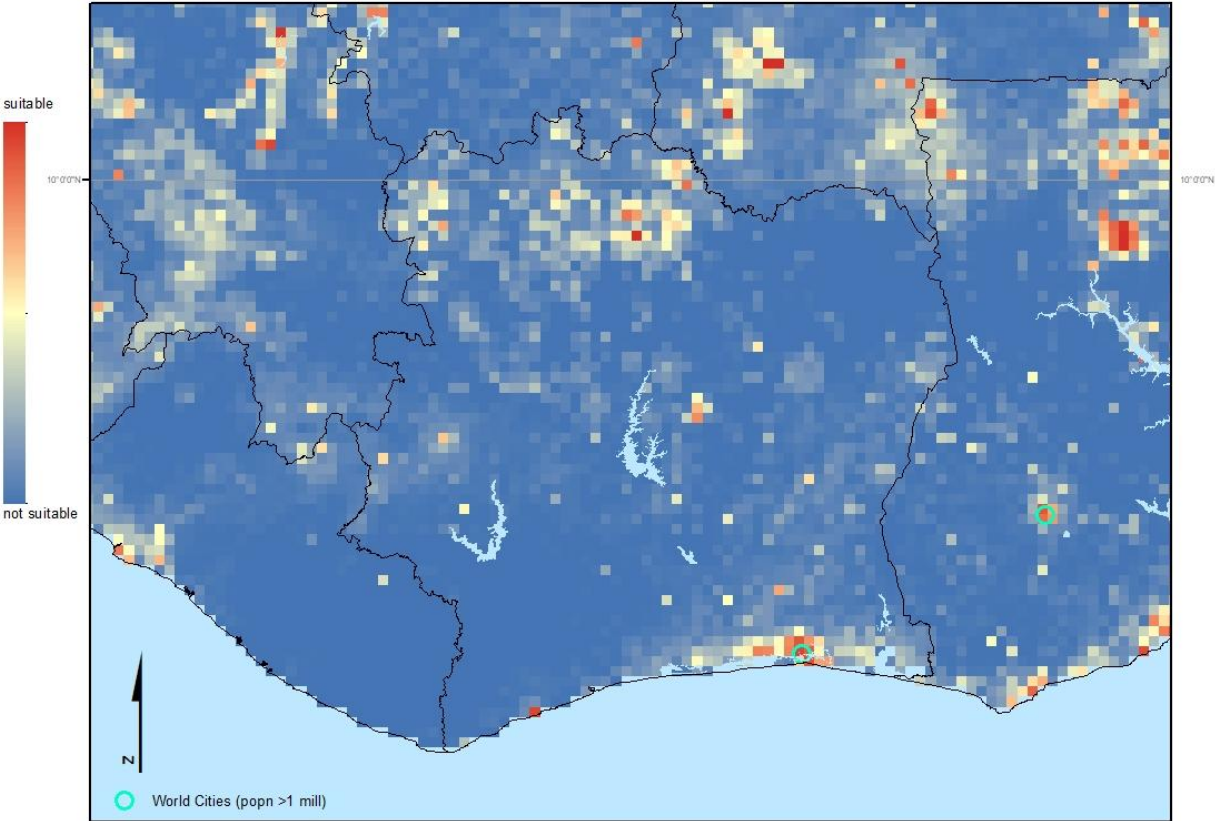 suitable
10°0'0"N
10°0'0"N
not suitable
N
World Cities (popn >1 mill)